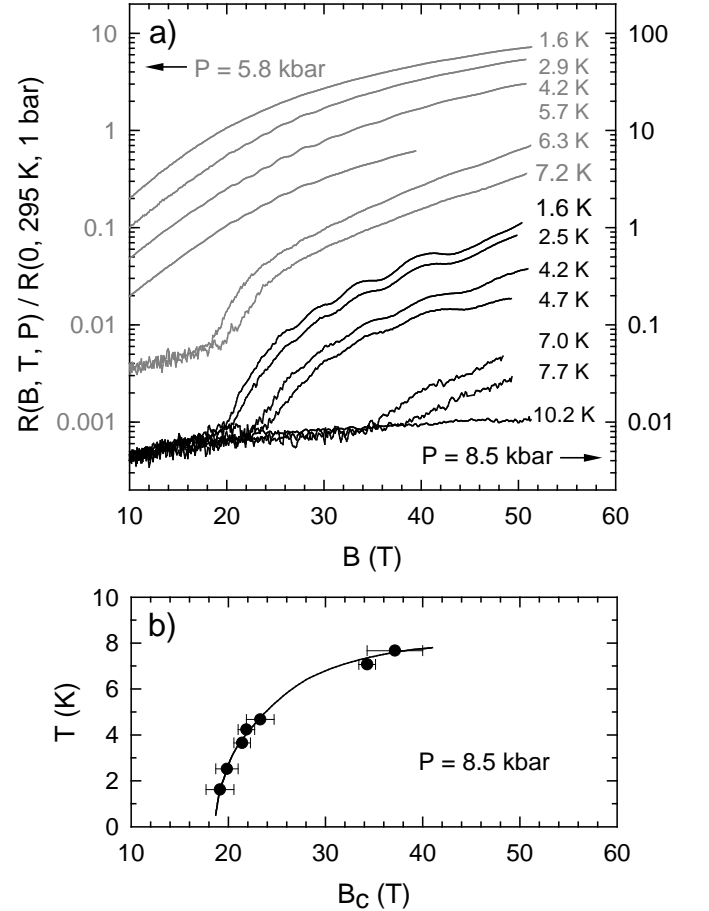 a)
P = 5.8 kbar
10
1
0.1
0.01
0.001
R(B, T, P) / R(0, 295 K, 1 bar)
1.6 K
2.9 K
4.2 K
5.7 K
6.3 K
7.2 K
1.6 K
2.5 K
4.2 K
4.7 K
7.0 K
7.7 K
10.2 K
P = 8.5 kbar
100
10
1
0.1
0.01
10 20 30 40 50 60
B (T)
b)
10
8
6
4
2
0
T (K)
P = 8.5 kbar
10 20 30 40 50 60
BC (T)